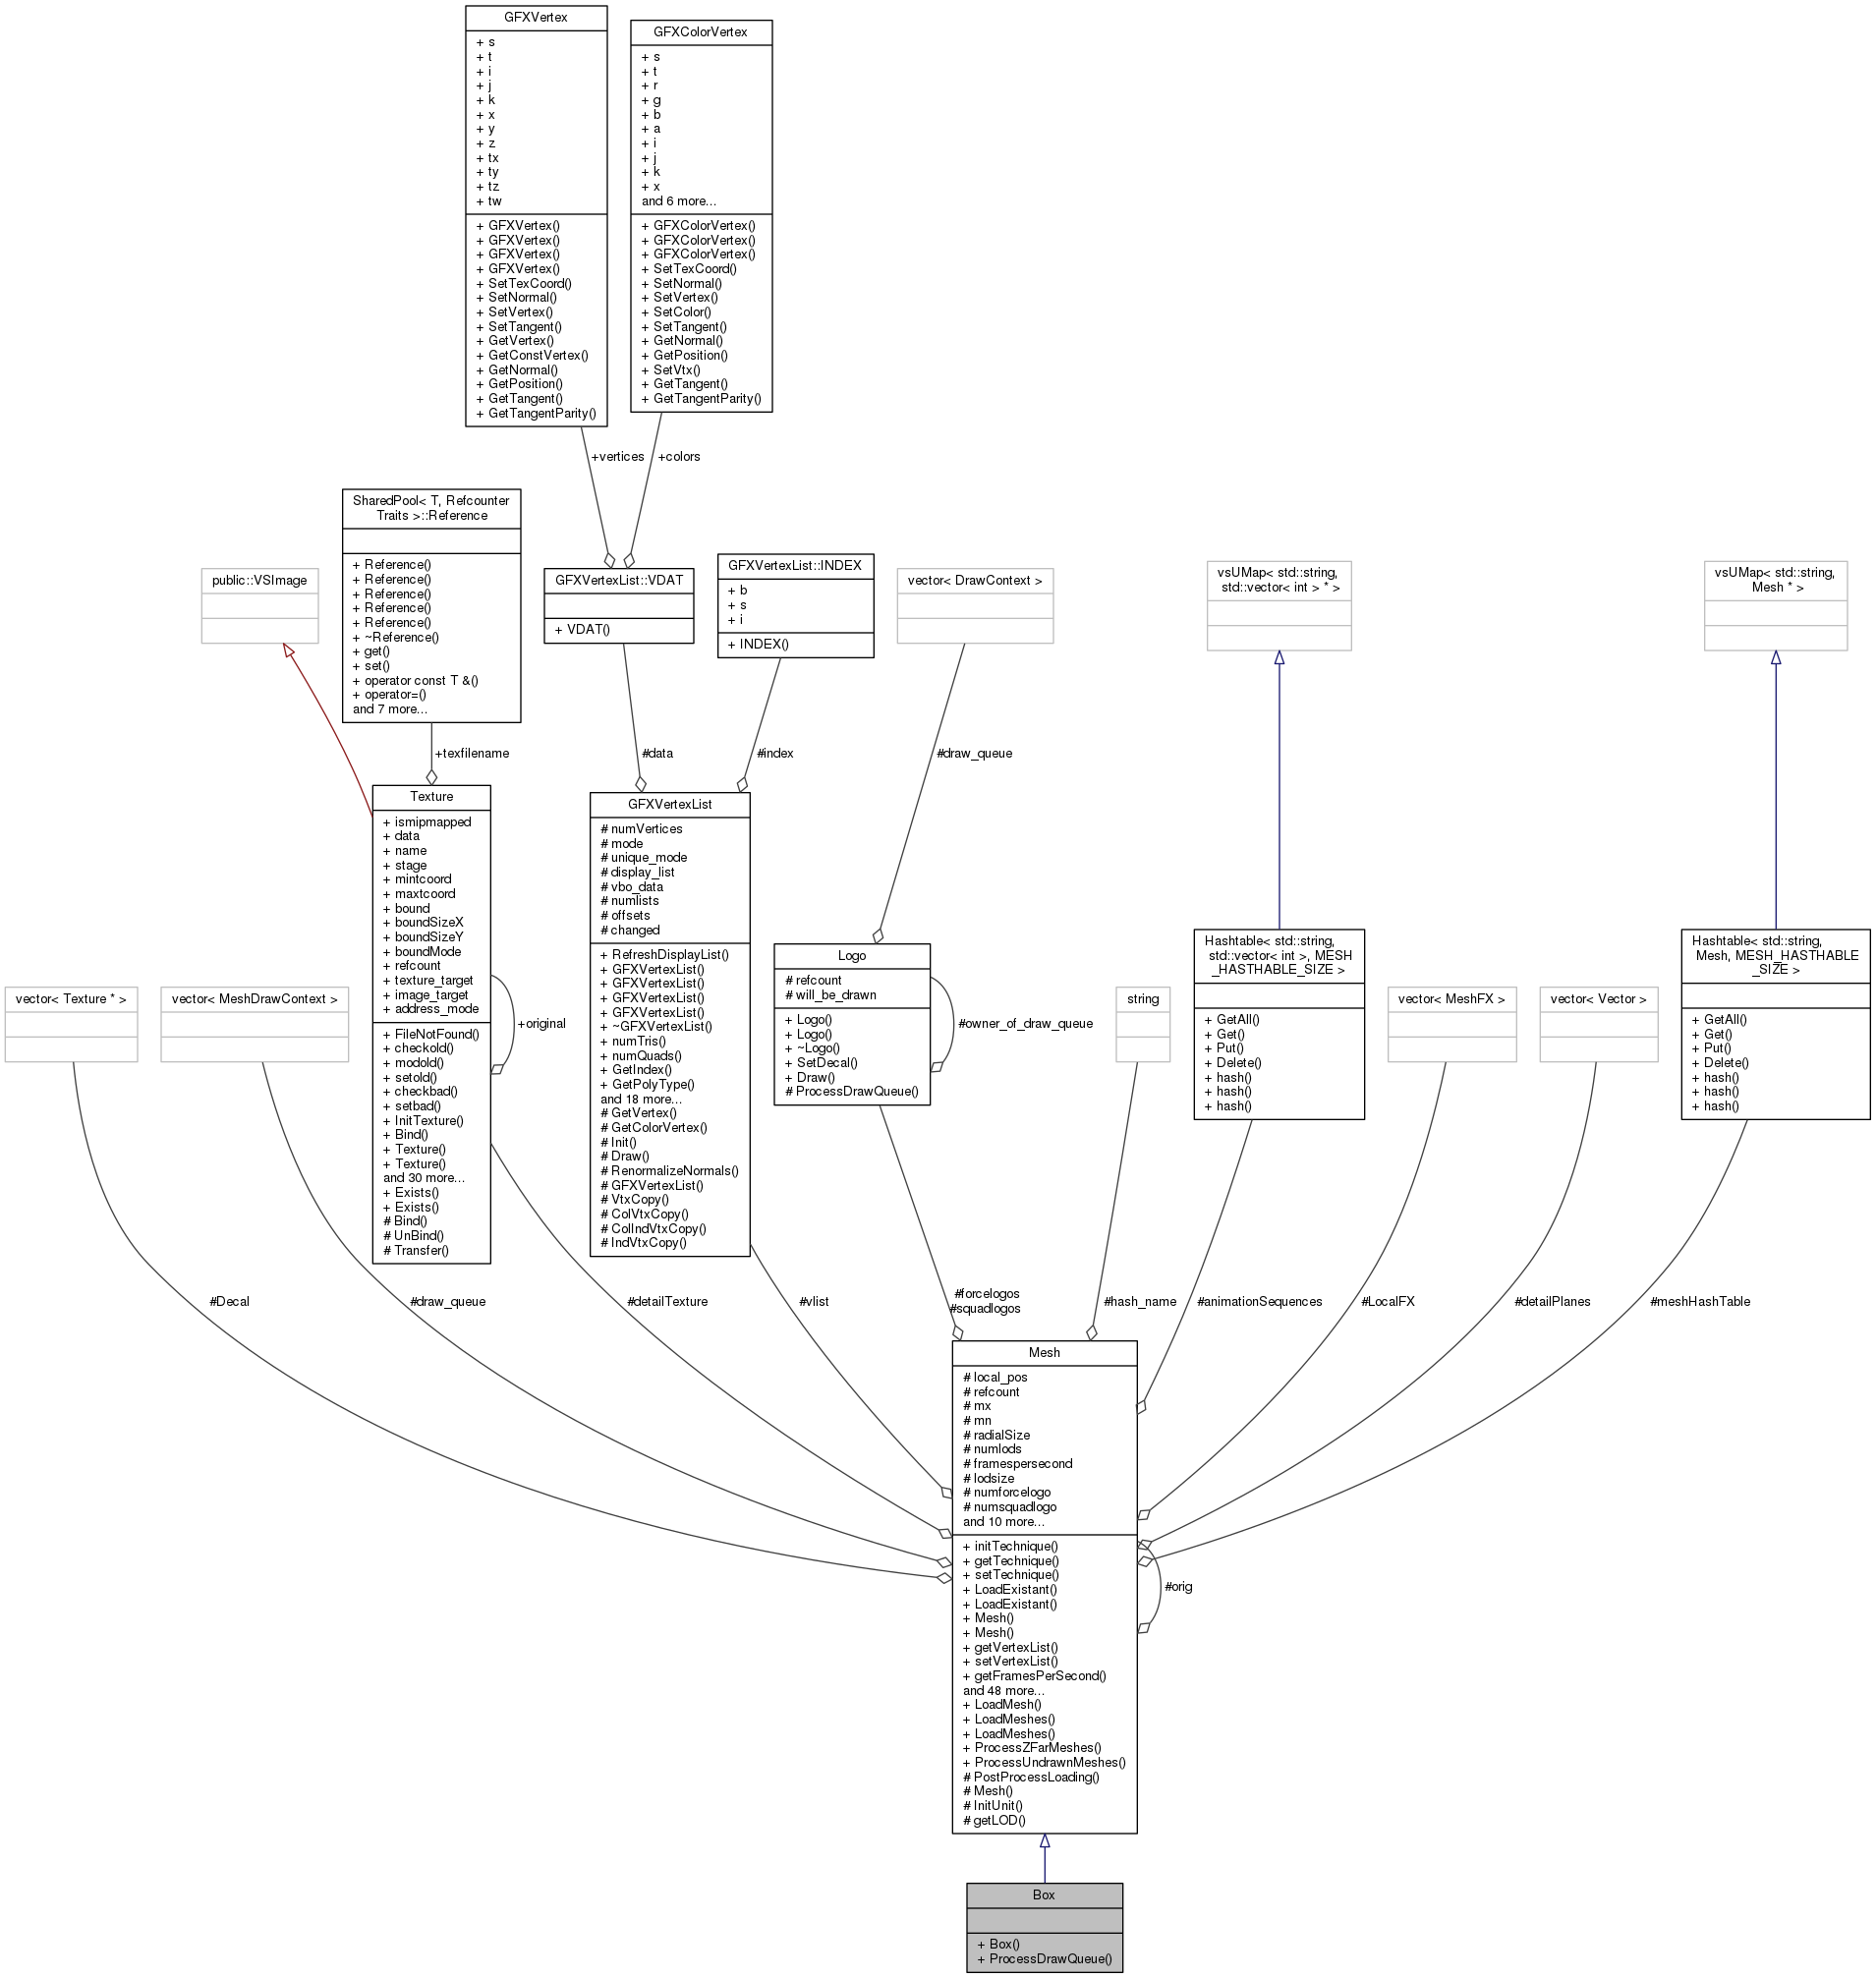 GFXVertex
+ s
+ t
+ i
+ j
+ k
+ x
+ y
+ z
+ tx
+ ty
+ tz
+ tw
+ GFXVertex()
+ GFXVertex()
+ GFXVertex()
+ GFXVertex()
+ SetTexCoord()
+ SetNormal()
+ SetVertex()
+ SetTangent()
+ GetVertex()
+ GetConstVertex()
+ GetNormal()
+ GetPosition()
+ GetTangent()
+ GetTangentParity()
GFXColorVertex
+ s
+ t
+ r
+ g
+ b
+ a
+ i
+ j
+ k
+ x
and 6 more...
+ GFXColorVertex()
+ GFXColorVertex()
+ GFXColorVertex()
+ SetTexCoord()
+ SetNormal()
+ SetVertex()
+ SetColor()
+ SetTangent()
+ GetNormal()
+ GetPosition()
+ SetVtx()
+ GetTangent()
+ GetTangentParity()
+vertices
+colors
SharedPool< T, Refcounter
Traits >::Reference
+ Reference()
+ Reference()
+ Reference()
+ Reference()
+ Reference()
+ ~Reference()
+ get()
+ set()
+ operator const T &()
+ operator=()
and 7 more...
public::VSImage
GFXVertexList::VDAT
+ VDAT()
GFXVertexList::INDEX
+ b
+ s
+ i
+ INDEX()
vector< DrawContext >
vsUMap< std::string,
std::vector< int > * >
vsUMap< std::string,
Mesh * >
+texfilename
#data
#index
#draw_queue
Texture
+ ismipmapped
+ data
+ name
+ stage
+ mintcoord
+ maxtcoord
+ bound
+ boundSizeX
+ boundSizeY
+ boundMode
+ refcount
+ texture_target
+ image_target
+ address_mode
+ FileNotFound()
+ checkold()
+ modold()
+ setold()
+ checkbad()
+ setbad()
+ InitTexture()
+ Bind()
+ Texture()
+ Texture()
and 30 more...
+ Exists()
+ Exists()
# Bind()
# UnBind()
# Transfer()
+original
GFXVertexList
# numVertices
# mode
# unique_mode
# display_list
# vbo_data
# numlists
# offsets
# changed
+ RefreshDisplayList()
+ GFXVertexList()
+ GFXVertexList()
+ GFXVertexList()
+ GFXVertexList()
+ ~GFXVertexList()
+ numTris()
+ numQuads()
+ GetIndex()
+ GetPolyType()
and 18 more...
# GetVertex()
# GetColorVertex()
# Init()
# Draw()
# RenormalizeNormals()
# GFXVertexList()
# VtxCopy()
# ColVtxCopy()
# ColIndVtxCopy()
# IndVtxCopy()
Logo
# refcount
# will_be_drawn
+ Logo()
+ Logo()
+ ~Logo()
+ SetDecal()
+ Draw()
# ProcessDrawQueue()
#owner_of_draw_queue
vector< Texture * >
vector< MeshDrawContext >
string
Hashtable< std::string,
std::vector< int >, MESH
_HASTHABLE_SIZE >
+ GetAll()
+ Get()
+ Put()
+ Delete()
+ hash()
+ hash()
+ hash()
vector< MeshFX >
vector< Vector >
Hashtable< std::string,
Mesh, MESH_HASTHABLE
_SIZE >
+ GetAll()
+ Get()
+ Put()
+ Delete()
+ hash()
+ hash()
+ hash()
#Decal
#draw_queue
#detailTexture
#vlist
#forcelogos
#squadlogos
#hash_name
#animationSequences
#LocalFX
#detailPlanes
#meshHashTable
Mesh
# local_pos
# refcount
# mx
# mn
# radialSize
# numlods
# framespersecond
# lodsize
# numforcelogo
# numsquadlogo
and 10 more...
+ initTechnique()
+ getTechnique()
+ setTechnique()
+ LoadExistant()
+ LoadExistant()
+ Mesh()
+ Mesh()
+ getVertexList()
+ setVertexList()
+ getFramesPerSecond()
and 48 more...
+ LoadMesh()
+ LoadMeshes()
+ LoadMeshes()
+ ProcessZFarMeshes()
+ ProcessUndrawnMeshes()
# PostProcessLoading()
# Mesh()
# InitUnit()
# getLOD()
#orig
Box
+ Box()
+ ProcessDrawQueue()